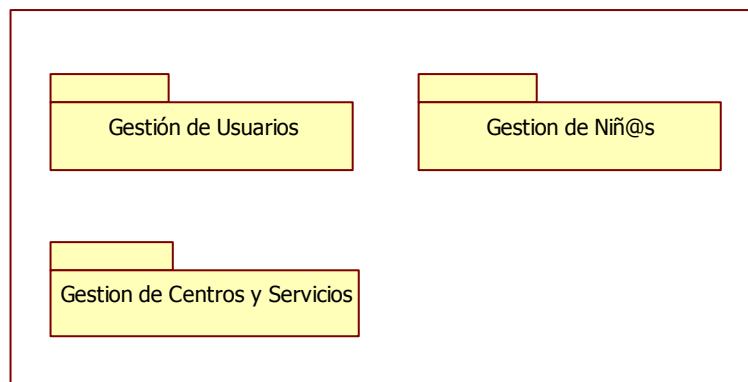 Gestión de Usuarios
Gestion de Niñ@s
Gestion de Centros y Servicios